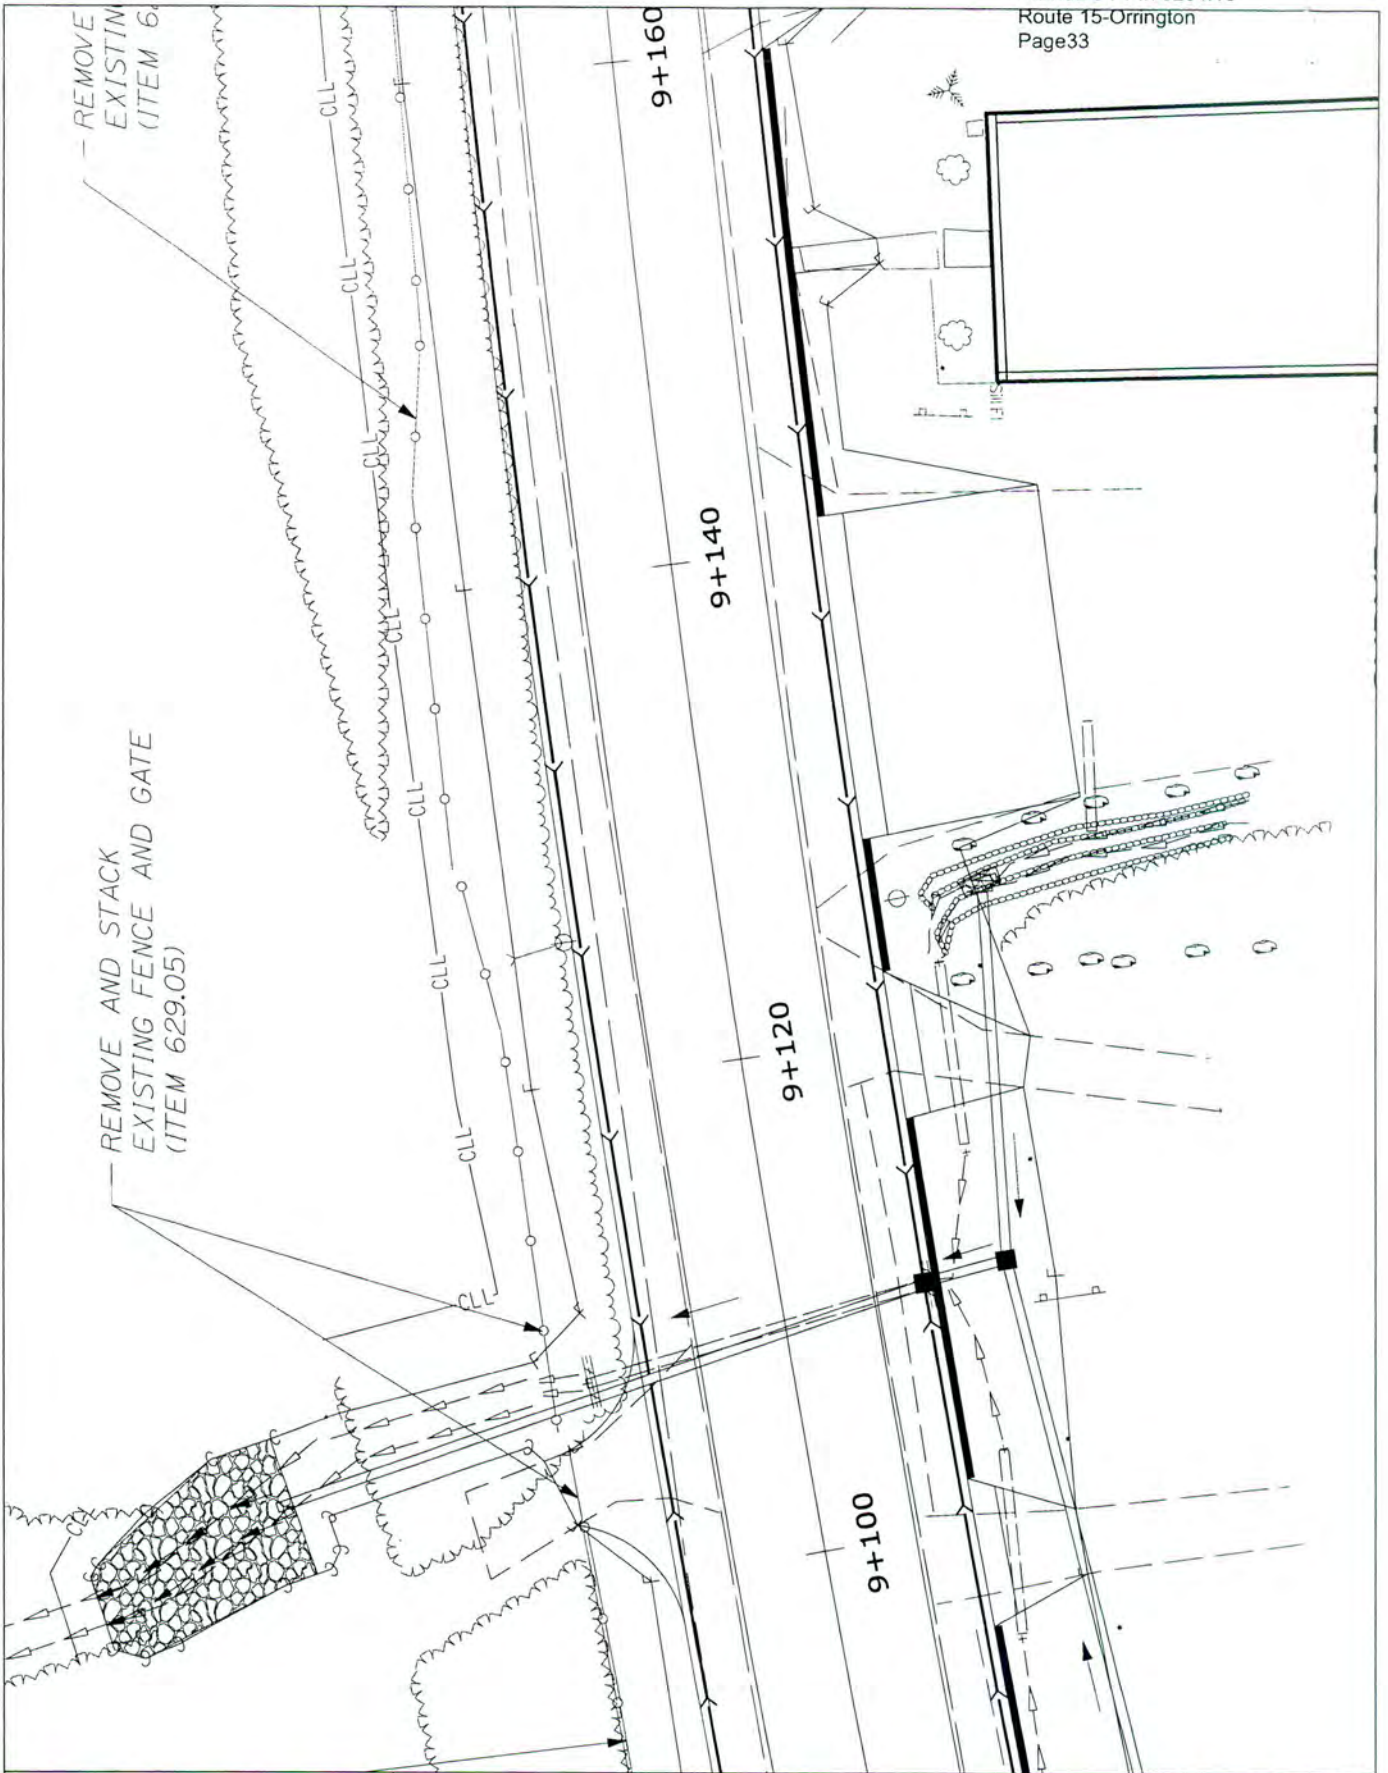 Route 15-Orrington
Page33
REMOVE
EXISTIN
(ITEM 6
9+160
CLL
CLL
CLL
CLL
9+140
CLL
REMOVE AND STACK
EXISTING FENCE AND GATE
(ITEM 629.05)
CLL
9+120
CLL
CLL
9+100